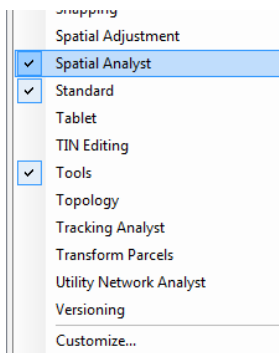 Snapping
Spatial Adjustment
Spatial Analyst
Standard
Tablet
TIN Editing
Tools
Topology
Tracking Analyst
Transform Parcels
Utility Network Analyst
Versioning
Customize...